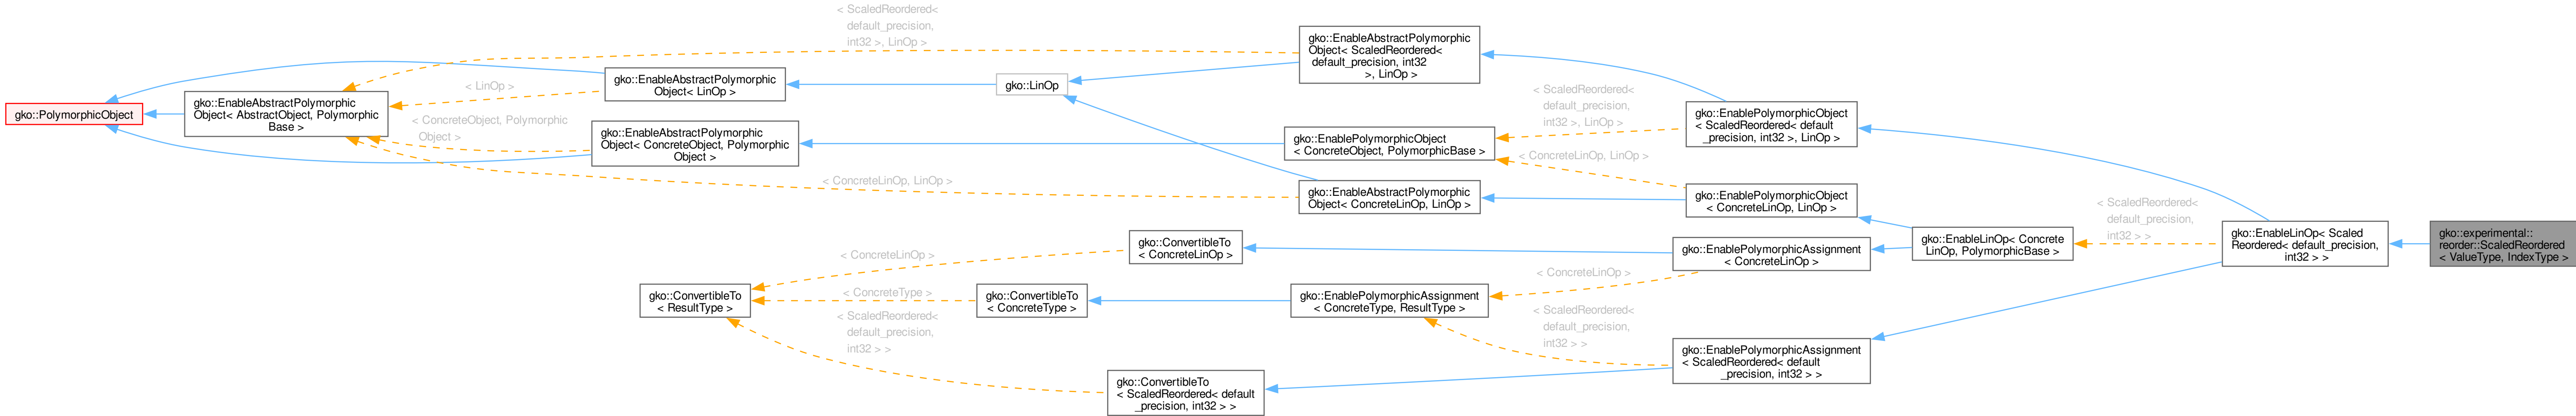 gko::PolymorphicObject
gko::EnableAbstractPolymorphic
Object< AbstractObject, Polymorphic
Base >
< ScaledReordered<
default_precision,
int32 >, LinOp >
< LinOp >
< ConcreteObject, Polymorphic
Object >
gko::EnableAbstractPolymorphic
Object< LinOp >
gko::EnableAbstractPolymorphic
Object< ConcreteObject, Polymorphic
Object >
< ConcreteLinOp, LinOp >
gko::LinOp
gko::EnableAbstractPolymorphic
Object< ScaledReordered<
default_precision, int32
>, LinOp >
gko::EnablePolymorphicObject
< ConcreteObject, PolymorphicBase >
gko::EnableAbstractPolymorphic
Object< ConcreteLinOp, LinOp >
< ScaledReordered<
default_precision,
int32 >, LinOp >
< ConcreteLinOp, LinOp >
gko::EnablePolymorphicObject
< ScaledReordered< default
_precision, int32 >, LinOp >
gko::EnablePolymorphicObject
< ConcreteLinOp, LinOp >
gko::ConvertibleTo
< ResultType >
< ConcreteLinOp >
< ConcreteType >
< ScaledReordered<
default_precision,
int32 > >
gko::ConvertibleTo
< ConcreteLinOp >
gko::ConvertibleTo
< ConcreteType >
gko::ConvertibleTo
< ScaledReordered< default
_precision, int32 > >
gko::EnablePolymorphicAssignment
< ConcreteType, ResultType >
< ConcreteLinOp >
< ScaledReordered<
default_precision,
int32 > >
gko::EnablePolymorphicAssignment
< ConcreteLinOp >
gko::EnablePolymorphicAssignment
< ScaledReordered< default
_precision, int32 > >
gko::EnableLinOp< Concrete
LinOp, PolymorphicBase >
< ScaledReordered<
default_precision,
int32 > >
gko::EnableLinOp< Scaled
Reordered< default_precision,
int32 > >
gko::experimental::
reorder::ScaledReordered
< ValueType, IndexType >